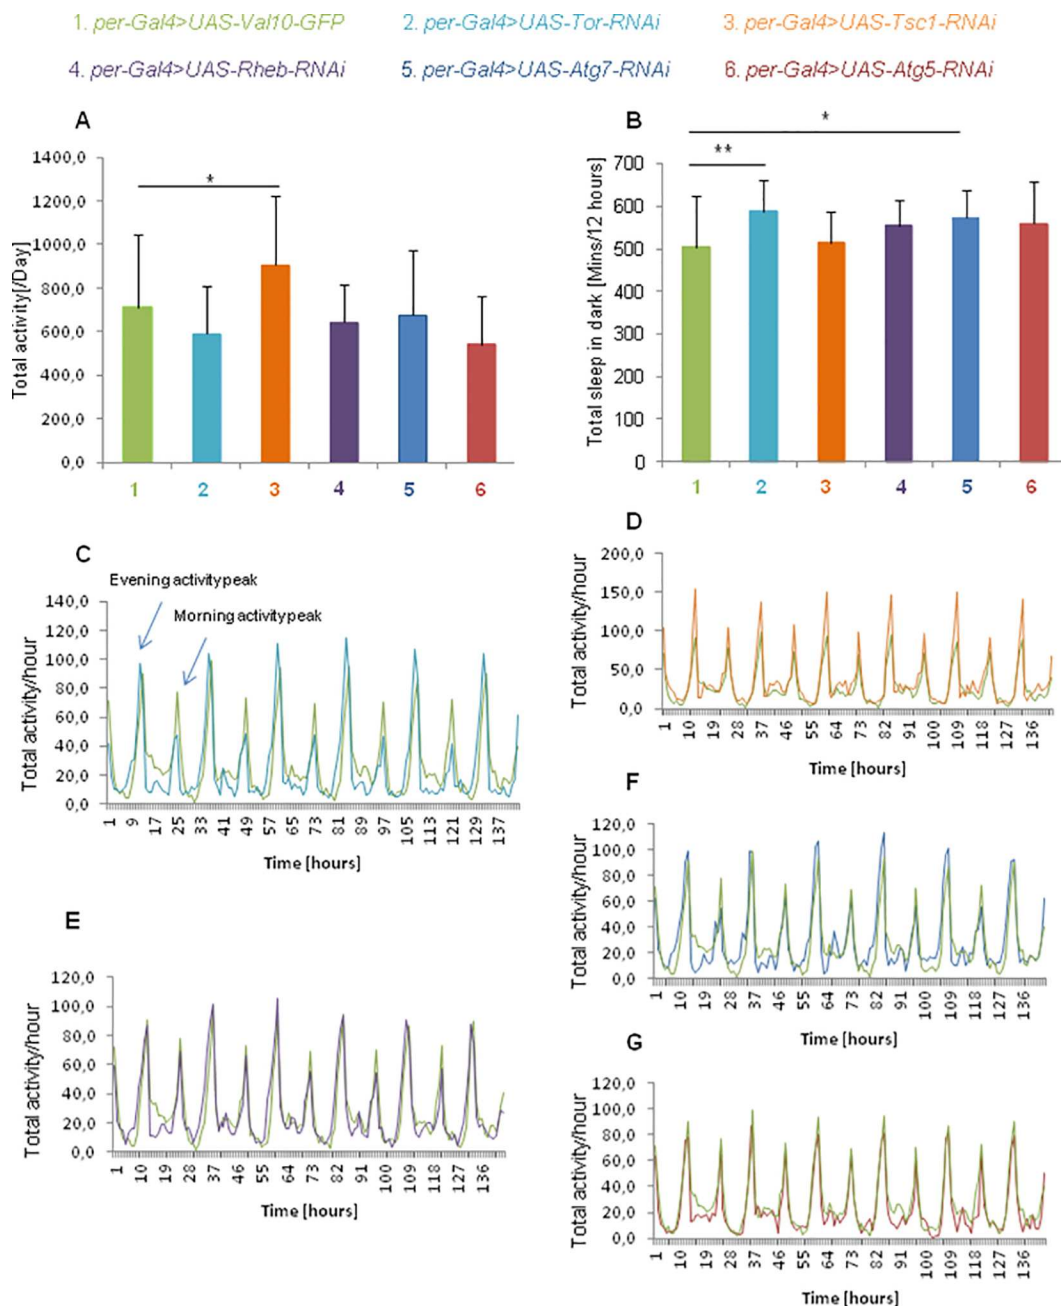 1. per-Gal4>UAS-Val10-GFP 2. per-Gal4>UAS-Tor-RNAi 3. per-Gal4>UAS-Tsc1-RNAi
4. per-Gal4>UAS-Rheb-RNAi 5. per-Gal4>UAS-Atg7-RNAi 6. per-Gal4>UAS-Atg5-RNAi
A
Total activity[/Day]
1400,0
1200,0
1000,0
800,0
600,0
400,0
200,0
0,0
*
1 2 3 4 5 6
B
Total sleep in dark [Mins/12 hours]
700
600
500
400
300
200
100
0
*
**
1 2 3 4 5 6
C
Evening activity peak
Morning activity peak
Total activity/hour
140,0
120,0
100,0
80,0
60,0
40,0
20,0
0,0
1 9 17 25 33 41 49 57 65 73 81 89 97 105 113 121 129 137
Time [hours]
D
Total activity/hour
200,0
150,0
100,0
50,0
0,0
1 10 19 28 37 46 55 64 73 82 91 100 109 118 127 136
Time [hours]
E
Total activity/hour
120,0
100,0
80,0
60,0
40,0
20,0
0,0
1 10 19 28 37 46 55 64 73 82 91 100 109 118 127 136
Time [hours]
F
Total activity/hour
120,0
100,0
80,0
60,0
40,0
20,0
0,0
1 10 19 28 37 46 55 64 73 82 91 100 109 118 127 136
Time [hours]
G
Total activity/hour
120,0
100,0
80,0
60,0
40,0
20,0
0,0
1 10 19 28 37 46 55 64 73 82 91 100 109 118 127 136
Time [hours]